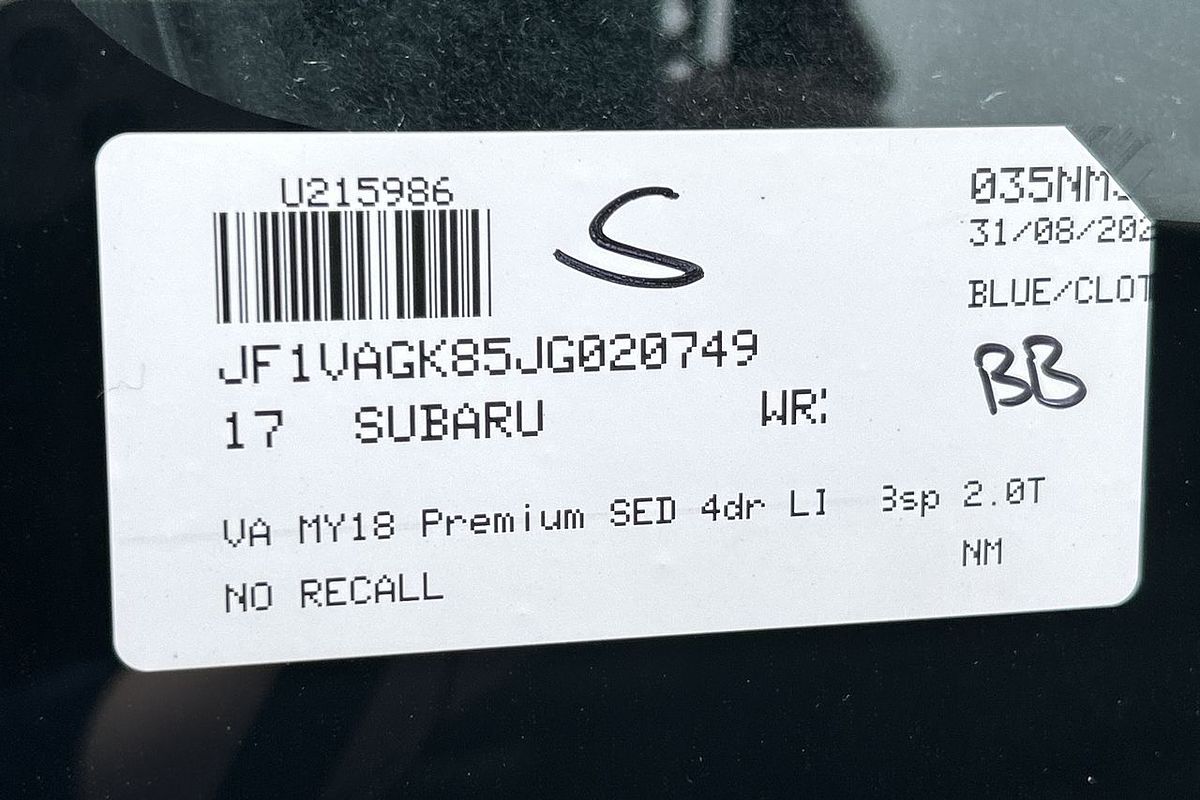 U215986
S
035NM
31/08/202
BLUE/CLOT
JF1VAGK85JG020749
BB
17 SUBARU WR:
VA MY18 Premium SED 4dr LI 3sp 2.0T
NM
NO RECALL